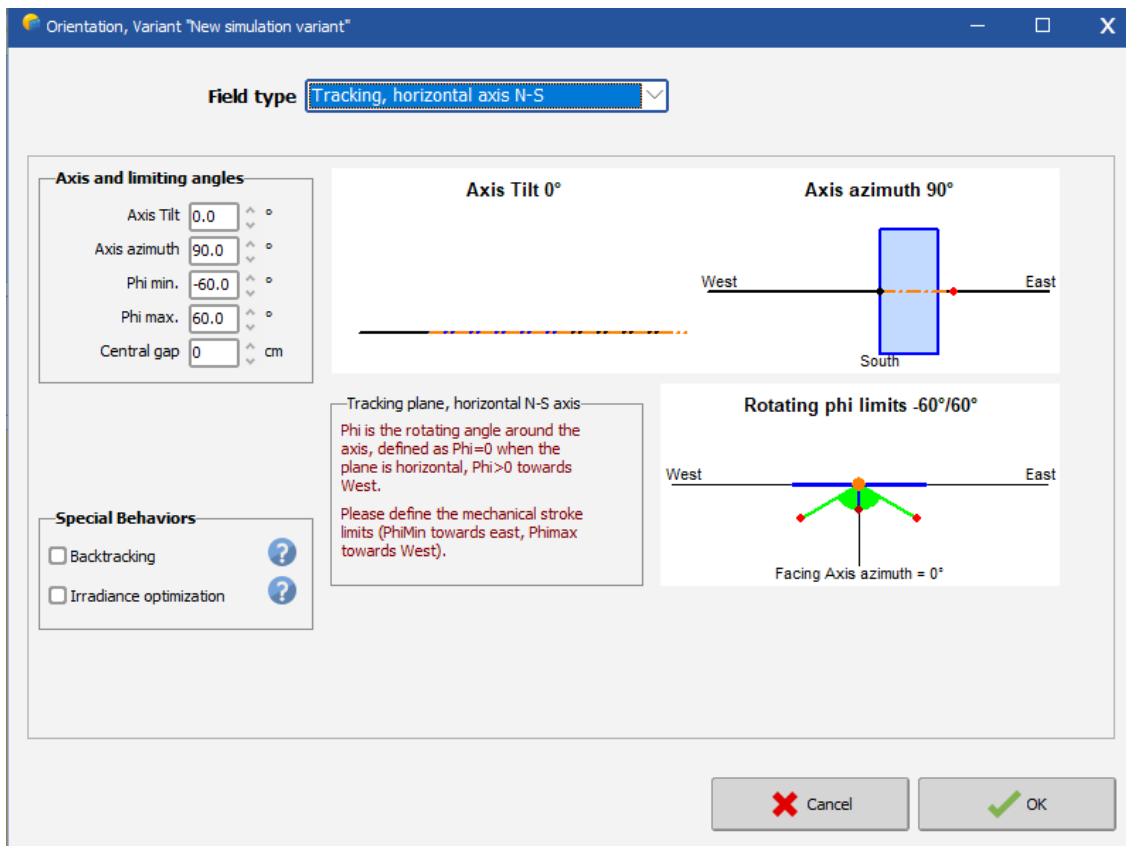 Orientation, Variant "New simulation variant"
Field type Tracking, horizontal axis N-S
Axis and limiting angles
Axis Tilt 0.0 °
Axis azimuth 90.0 °
Phi min. -60.0 °
Phi max. 60.0 °
Central gap 0 cm
Axis Tilt 0°
Axis azimuth 90°
West
East
South
Tracking plane, horizontal N-S axis
Phi is the rotating angle around the
axis, defined as Phi=0 when the
plane is horizontal, Phi>0 towards
West.
Please define the mechanical stroke
limits (PhiMin towards east, Phimax
towards West).
Rotating phi limits -60°/60°
West
East
Facing Axis azimuth = 0°
Special Behaviors
Backtracking ?
Irradiance optimization ?
Cancel
OK